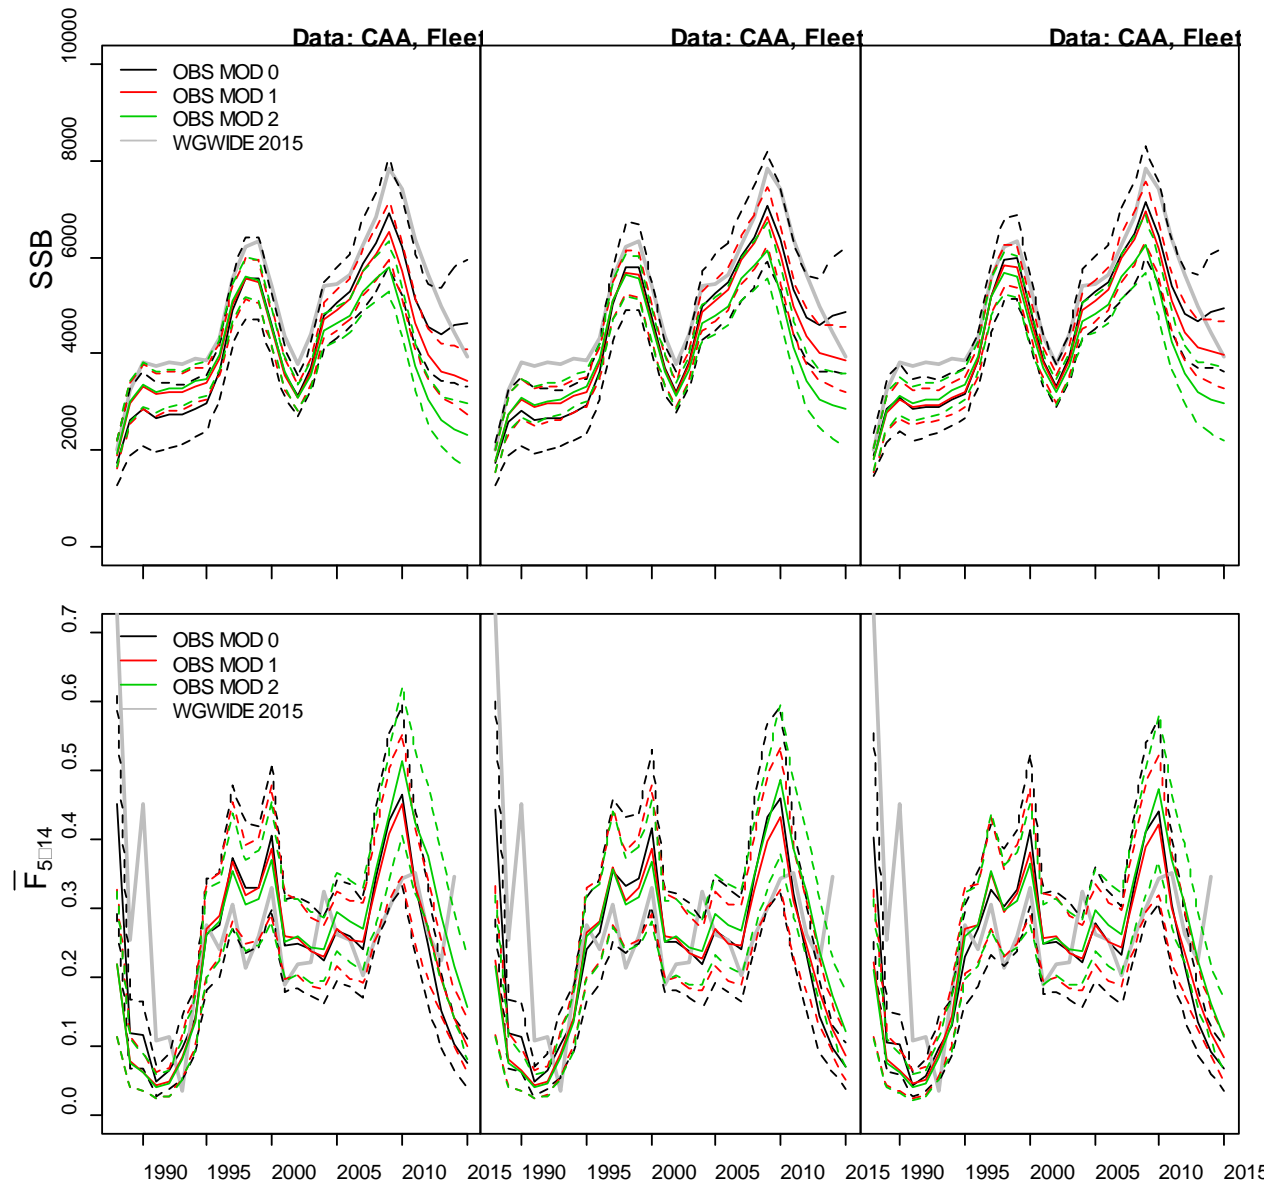 Data: CAA, Fleet Data: CAA, Fleet Data: CAA, Fleet
SSB
10000
8000
6000
4000
2000
0
OBS MOD 0
OBS MOD 1
OBS MOD 2
WGWIDE 2015
F5□14
0.7
0.6
0.5
0.4
0.3
0.2
0.1
0.0
OBS MOD 0
OBS MOD 1
OBS MOD 2
WGWIDE 2015
1990 1995 2000 2005 2010 2015 1990 1995 2000 2005 2010 2015 1990 1995 2000 2005 2010 2015